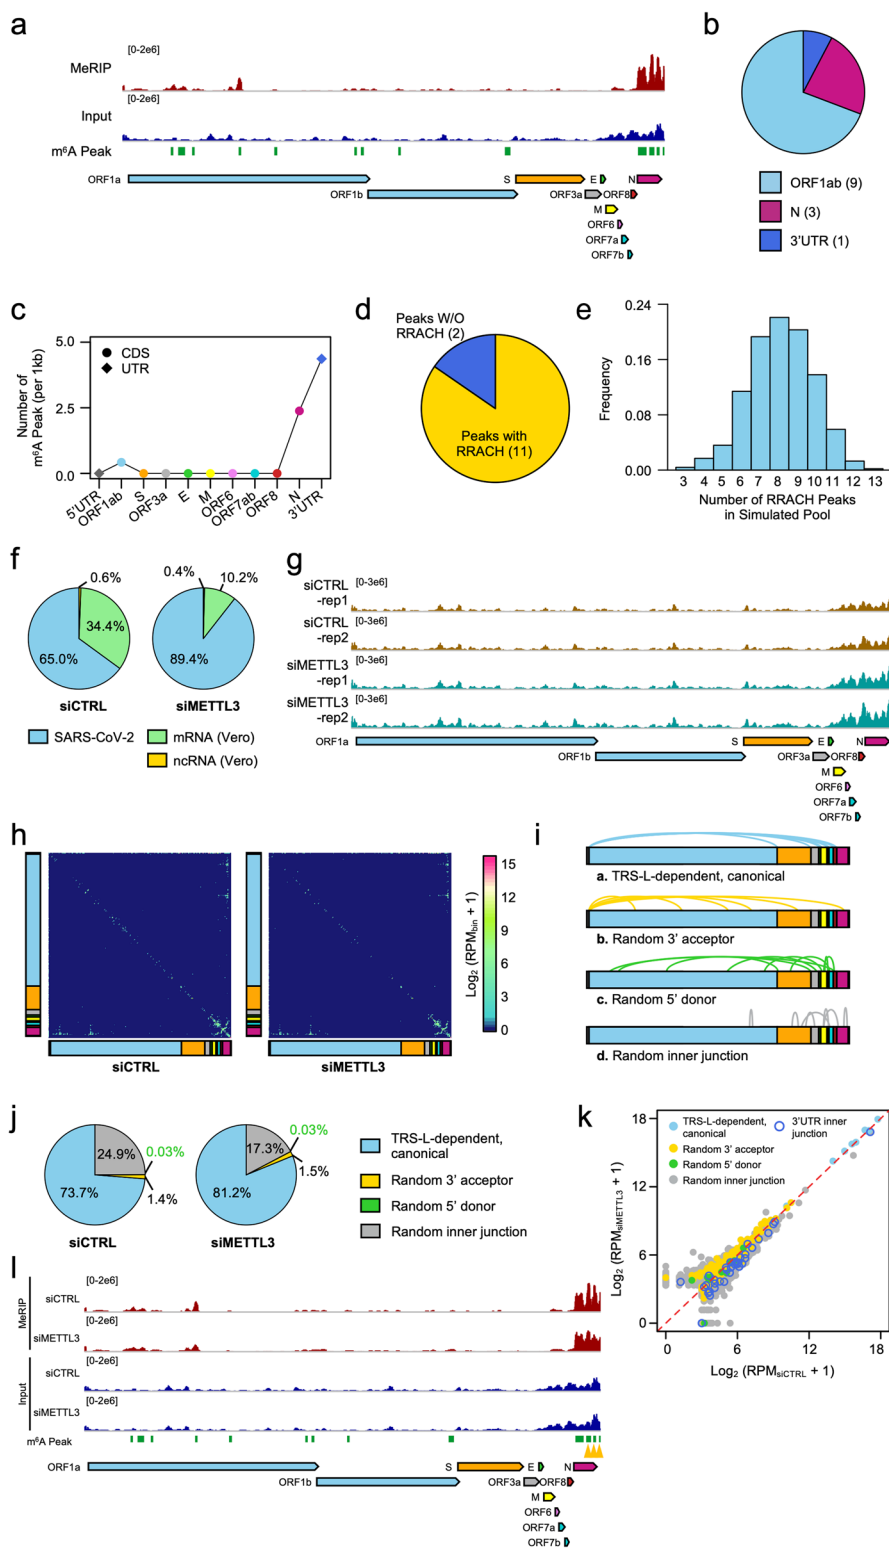 a
[0-2e6]
MeRIP
[0-2e6]
Input
m⁶A Peak
ORF1a
ORF1b
S
E
N
ORF3a
ORF8
M
ORF6
ORF7a
ORF7b
b
ORF1ab (9)
N (3)
3'UTR (1)
c
Number of
m⁶A Peak (per 1kb)
5.0
2.5
0.0
CDS
UTR
5'UTR
ORF1ab
S
ORF3a
E
M
ORF6
ORF7ab
ORF8
N
3'UTR
d
Peaks W/O
RRACH (2)
Peaks with
RRACH (11)
e
Frequency
0.24
0.16
0.08
0.00
3 4 5 6 7 8 9 10 11 12 13
Number of RRACH Peaks
in Simulated Pool
f
0.6%
34.4%
65.0%
siCTRL
0.4%
10.2%
89.4%
siMETTL3
SARS-CoV-2
mRNA (Vero)
ncRNA (Vero)
g
siCTRL
-rep1
[0-3e6]
siCTRL
-rep2
[0-3e6]
siMETTL3
-rep1
[0-3e6]
siMETTL3
-rep2
[0-3e6]
ORF1a
ORF1b
S
E
N
ORF3a
ORF8
M
ORF6
ORF7a
ORF7b
h
siCTRL
siMETTL3
15
12
9
6
3
0
Log₂ (RPMbin + 1)
i
a. TRS-L-dependent, canonical
b. Random 3' acceptor
c. Random 5' donor
d. Random inner junction
j
24.9%
0.03%
1.4%
73.7%
siCTRL
17.3%
0.03%
1.5%
81.2%
siMETTL3
TRS-L-dependent,
canonical
Random 3' acceptor
Random 5' donor
Random inner junction
k
TRS-L-dependent,
canonical
Random 3' acceptor
Random 5' donor
Random inner junction
3'UTR inner
junction
Log₂ (RPMsiMETTL3 + 1)
18
12
6
0
0 6 12 18
Log₂ (RPMsiCTRL + 1)
l
MeRIP
siCTRL
[0-2e6]
siMETTL3
[0-2e6]
Input
siCTRL
[0-2e6]
siMETTL3
[0-2e6]
m⁶A Peak
ORF1a
ORF1b
S
E
N
ORF3a
ORF8
M
ORF6
ORF7a
ORF7b